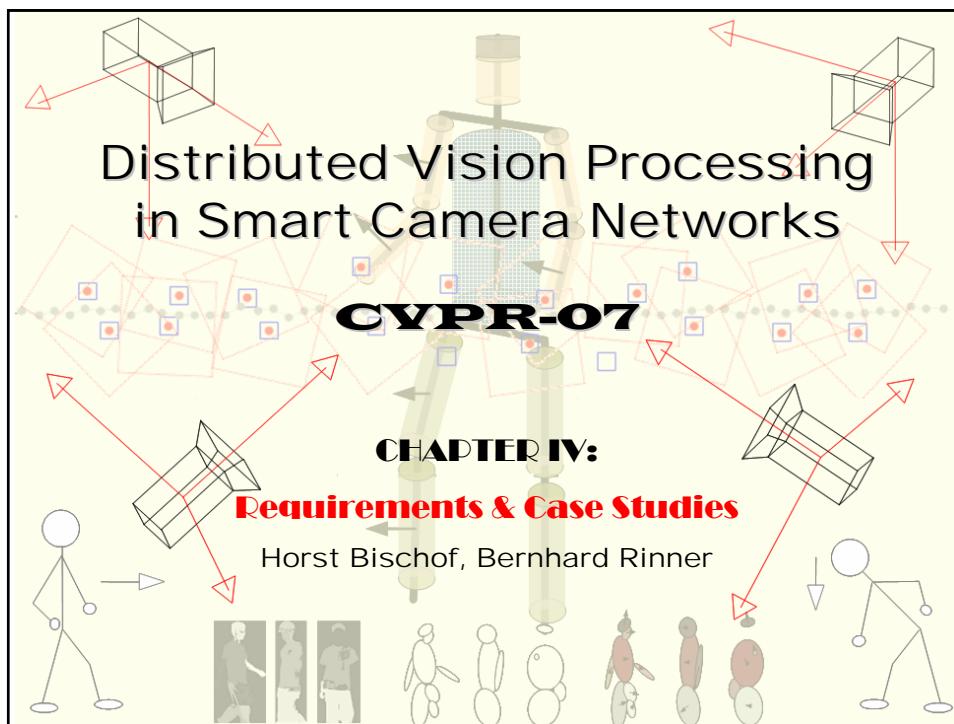 Distributed Vision Processing
in Smart Camera Networks
CVPR-07
CHAPTER IV:
Requirements & Case Studies
Horst Bischof, Bernhard Rinner